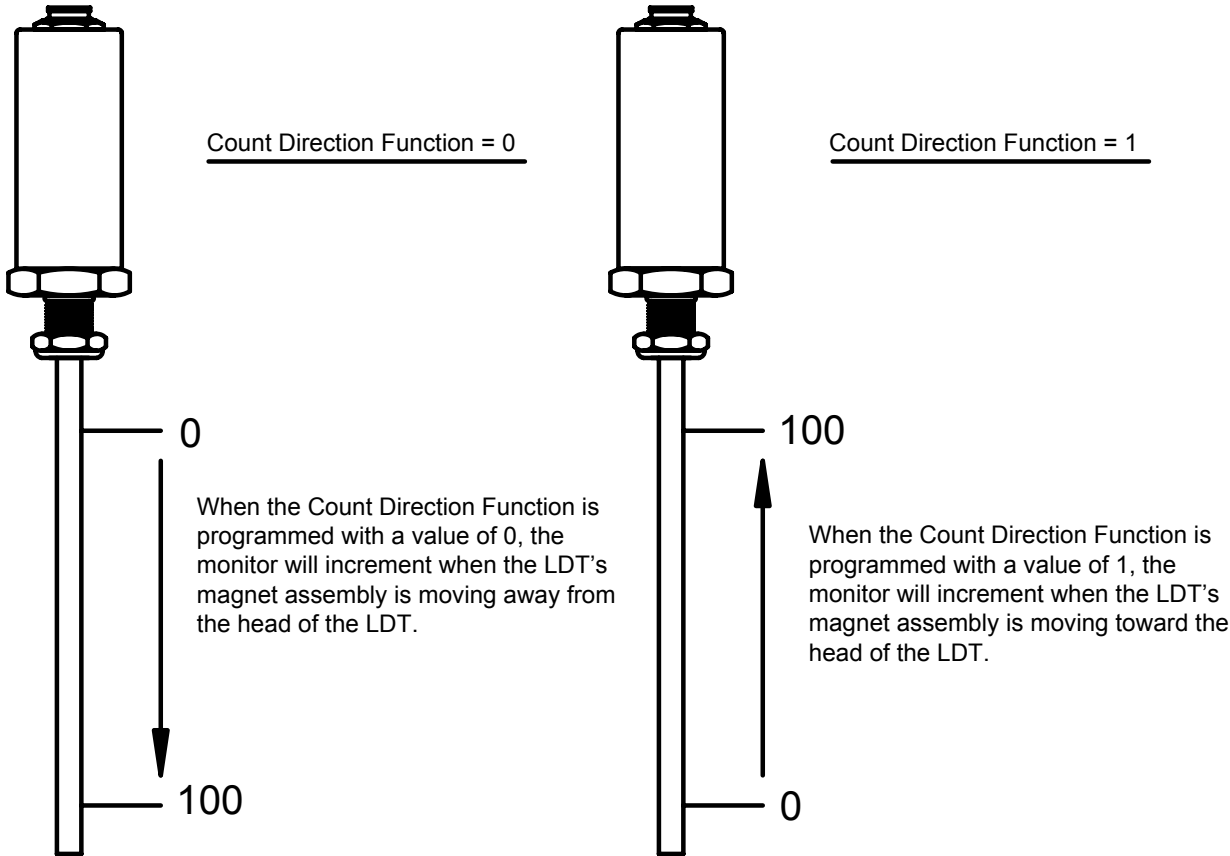 Count Direction Function = 0
0
When the Count Direction Function is
programmed with a value of 0, the
monitor will increment when the LDT's
magnet assembly is moving away from
the head of the LDT.
100
Count Direction Function = 1
100
When the Count Direction Function is
programmed with a value of 1, the
monitor will increment when the LDT's
magnet assembly is moving toward the
head of the LDT.
0